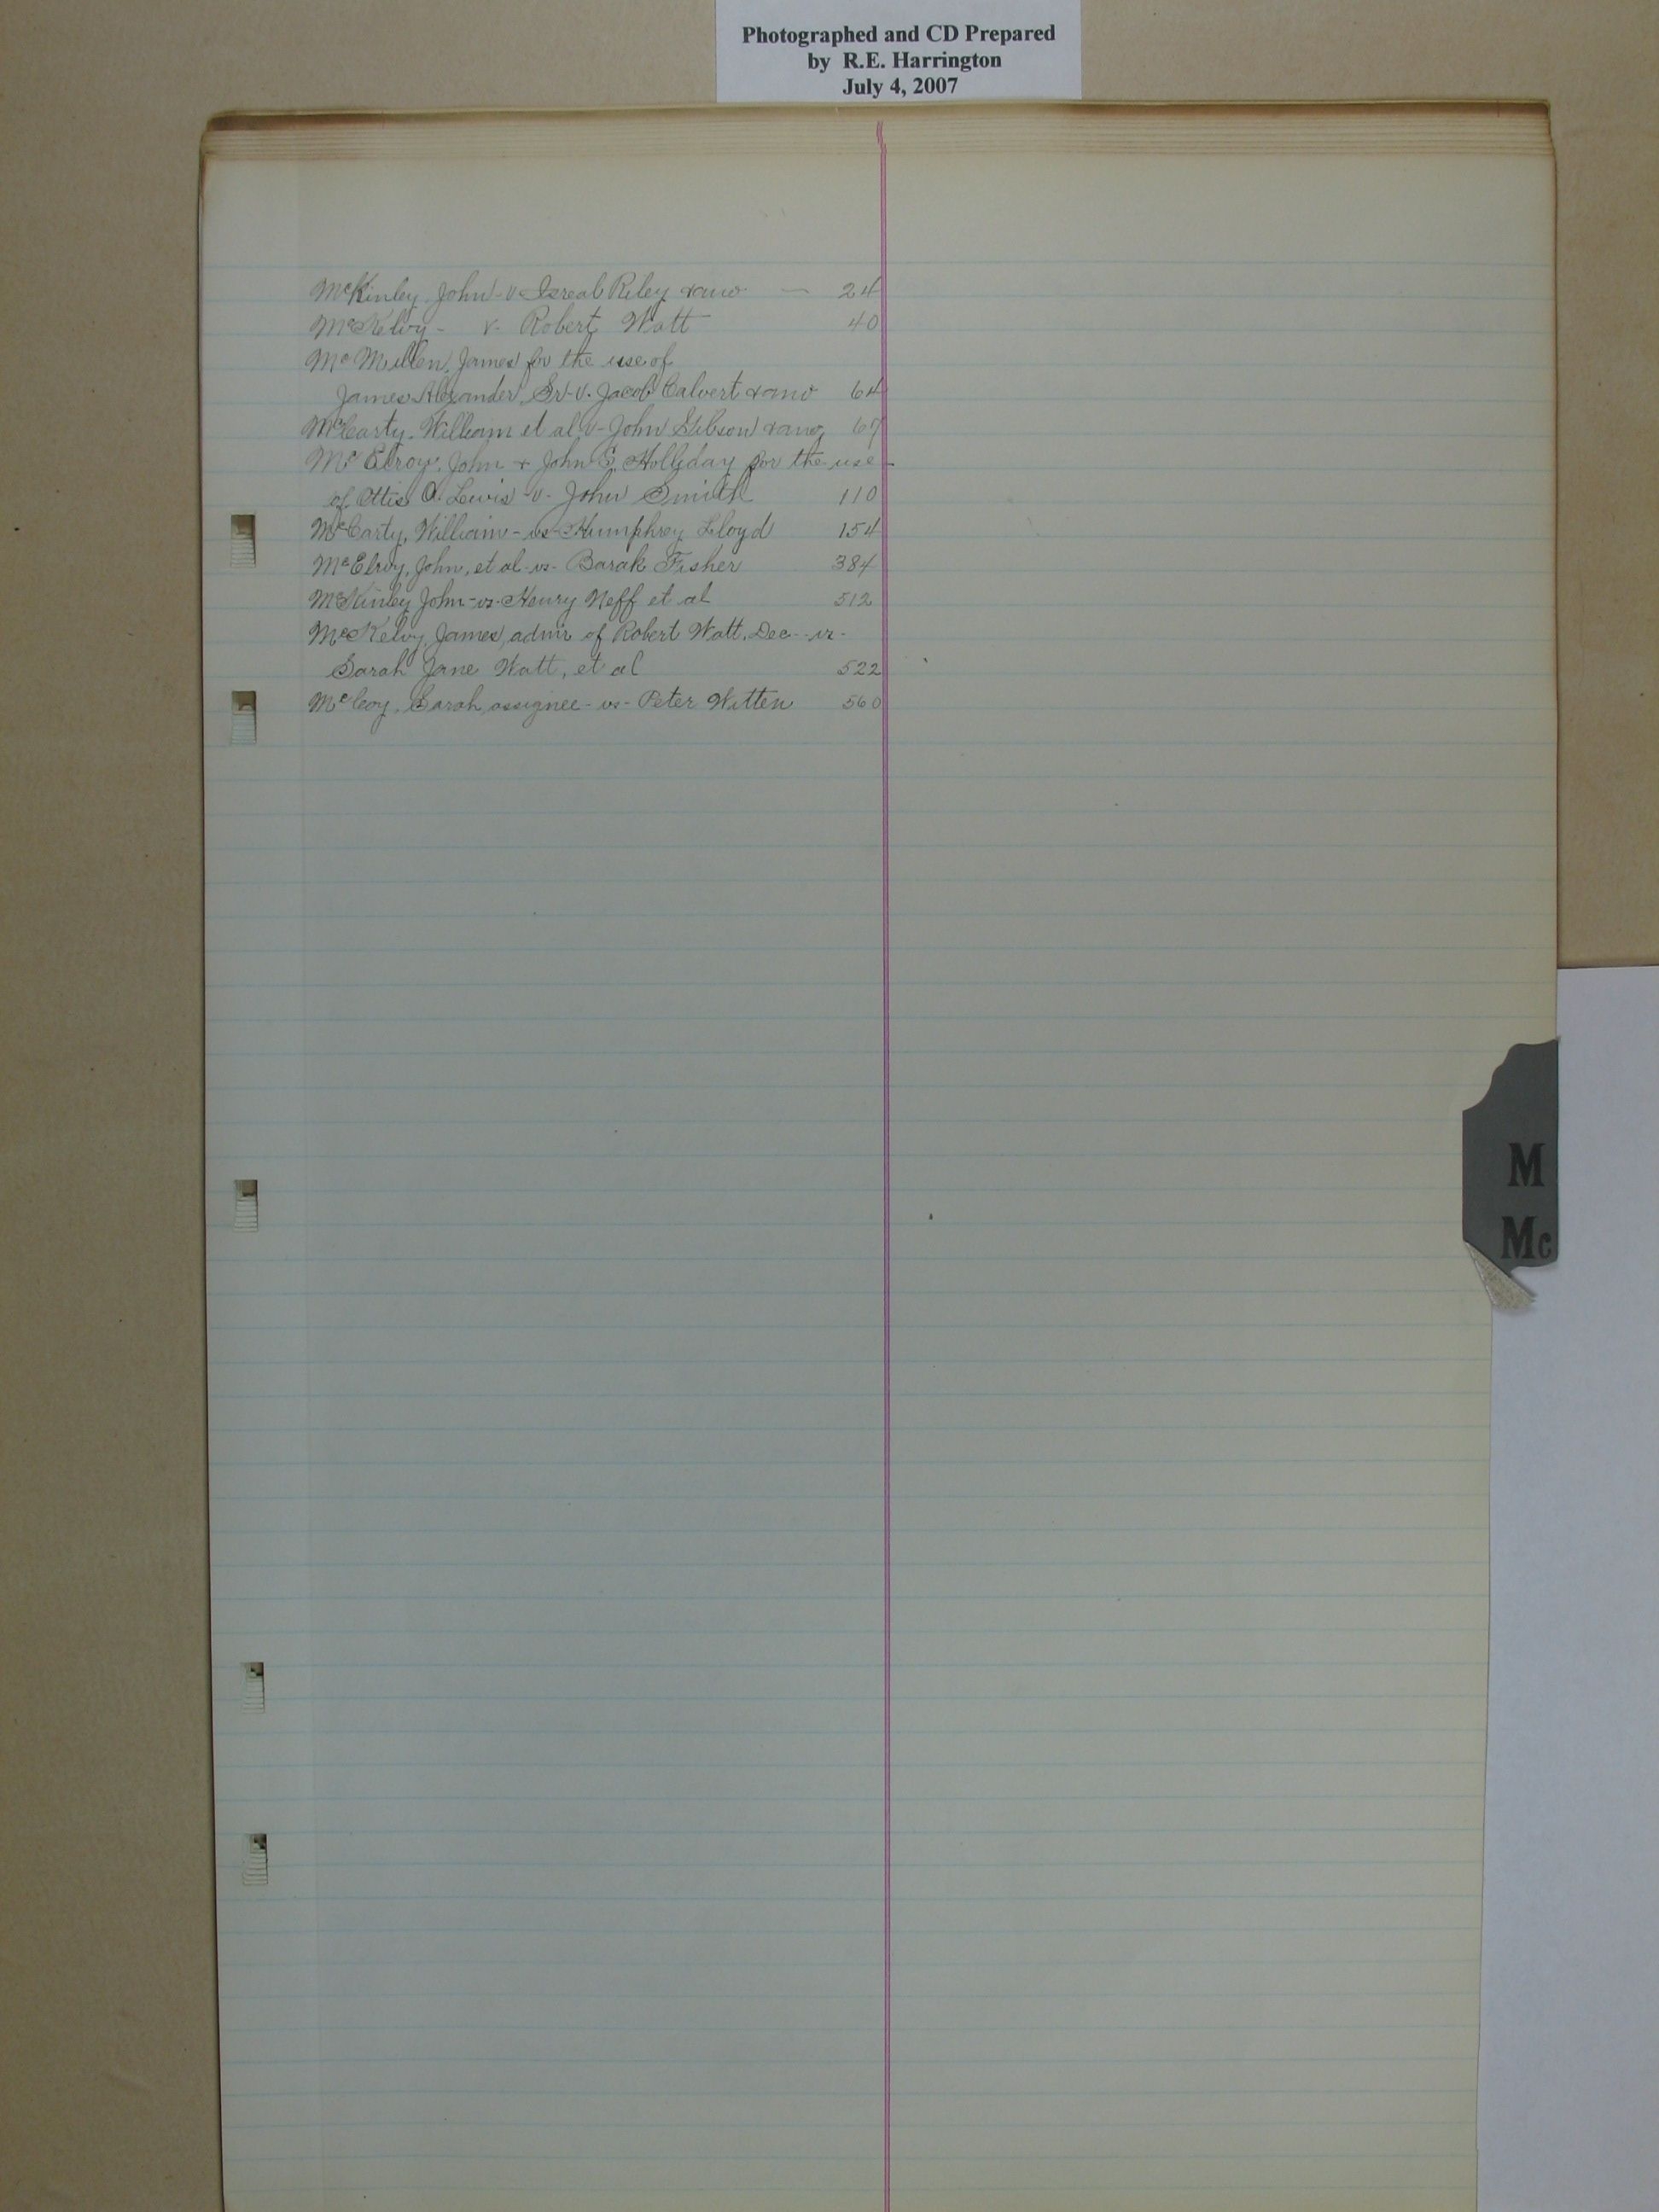 Photographed and CD Prepared
by R.E. Harrington
July 4, 2007
McKinley, John - v - Isreal Riley & ano — 24
McKelvy - v. Robert Watt 40
McMillen, James for the use of
James Alexander, Sr - v. Jacob Calvert & ano 64
McCarty, William et al v - John Stibson & ano, 67
McElroy, John & John S. Holliday for the use
of Ottis A. Lewis - v - John Smith 110
McCarty, William - vs - Humphrey Lloyd 154
McElroy, John, et al - vs - Barak Fisher 384
McKinley John - vs - Henry Neff et al 512
McKelvy, James, admr of Robert Watt, Dec - vs -
Sarah Jane Watt, et al 522
McCoy, Sarah, assignee - vs - Peter Witten 560
M
Mc